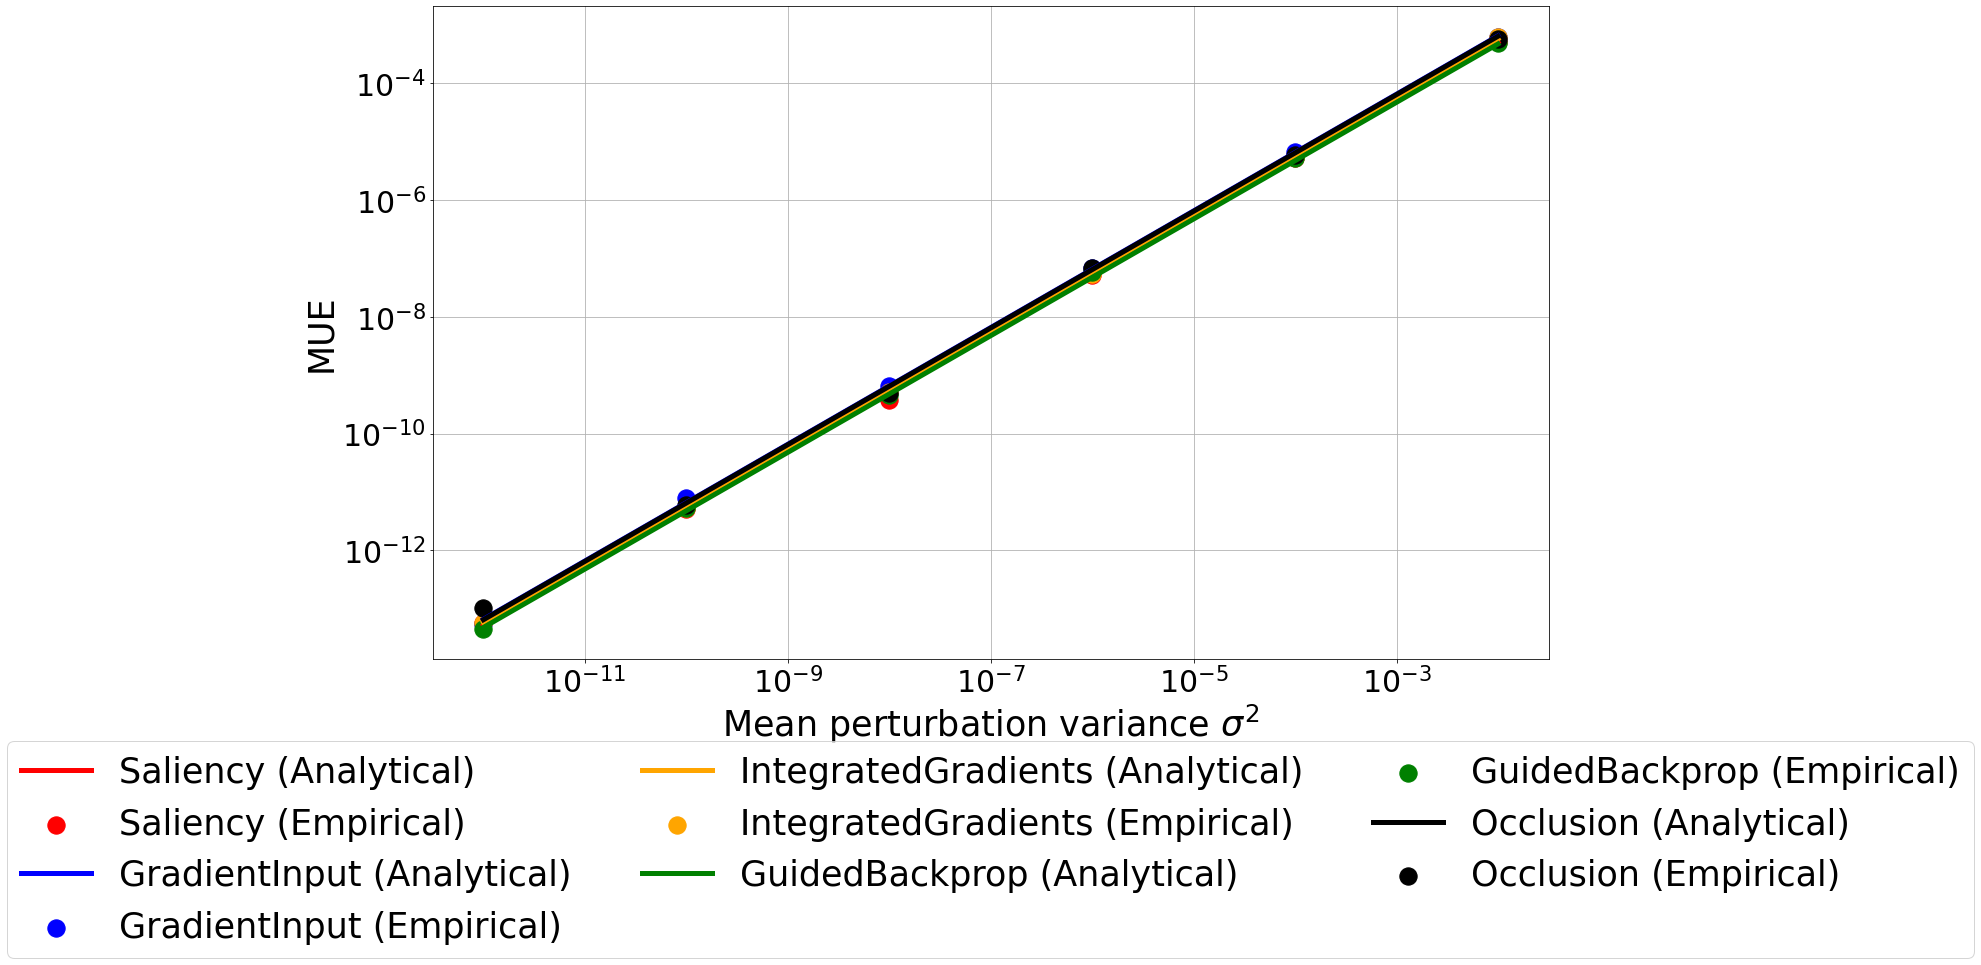 10⁻⁴
10⁻⁶
10⁻⁸
10⁻¹⁰
10⁻¹²
MUE
10⁻¹¹ 10⁻⁹ 10⁻⁷ 10⁻⁵ 10⁻³
Mean perturbation variance σ²
Saliency (Analytical)
Saliency (Empirical)
GradientInput (Analytical)
GradientInput (Empirical)
IntegratedGradients (Analytical)
IntegratedGradients (Empirical)
GuidedBackprop (Analytical)
GuidedBackprop (Empirical)
Occlusion (Analytical)
Occlusion (Empirical)